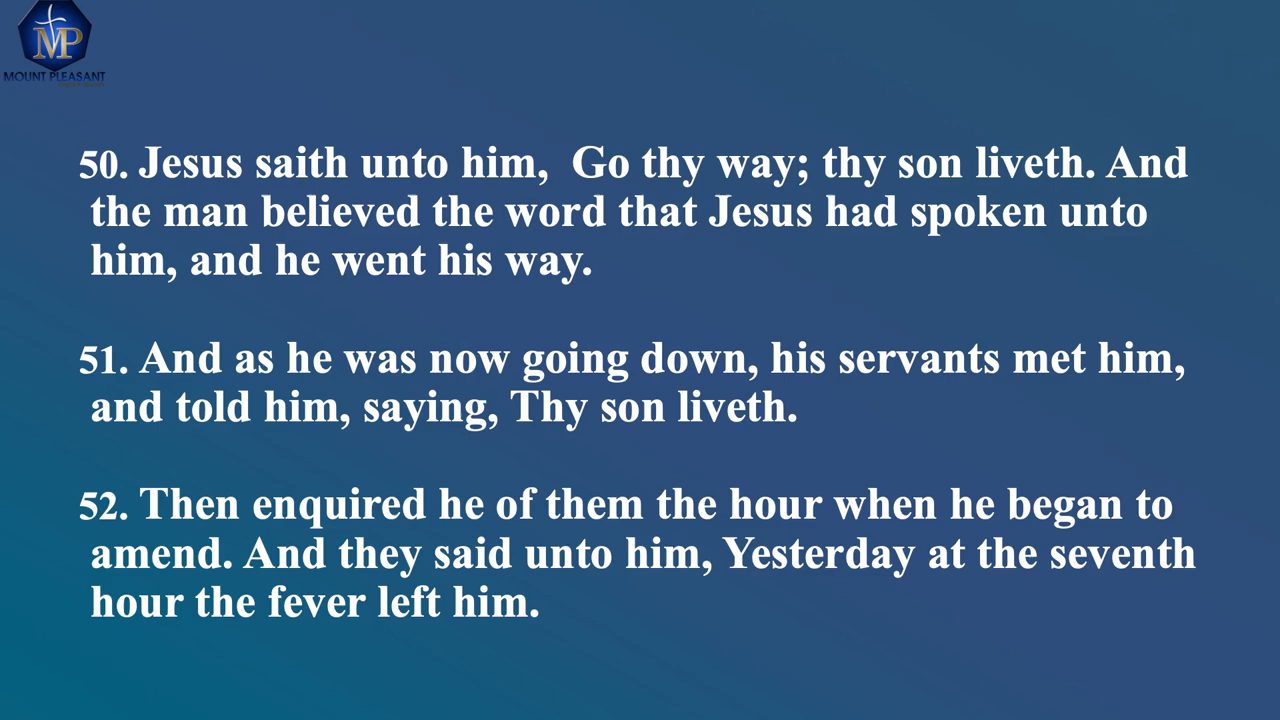 MP
MOUNT PLEASANT
50. Jesus saith unto him,  Go thy way; thy son liveth. And
the man believed the word that Jesus had spoken unto
him, and he went his way.
51. And as he was now going down, his servants met him,
and told him, saying, Thy son liveth.
52. Then enquired he of them the hour when he began to
amend. And they said unto him, Yesterday at the seventh
hour the fever left him.